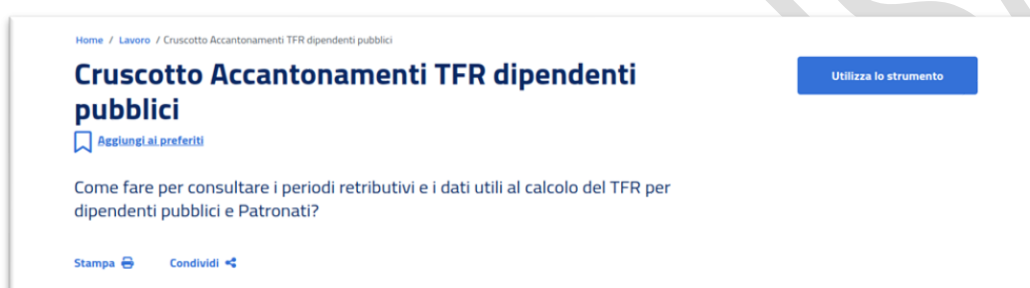 Home / Lavoro / Cruscotto Accantonamenti TFR dipendenti pubblici
Cruscotto Accantonamenti TFR dipendenti
pubblici
Utilizza lo strumento
Aggiungi ai preferiti
Come fare per consultare i periodi retributivi e i dati utili al calcolo del TFR per
dipendenti pubblici e Patronati?
Stampa Condividi